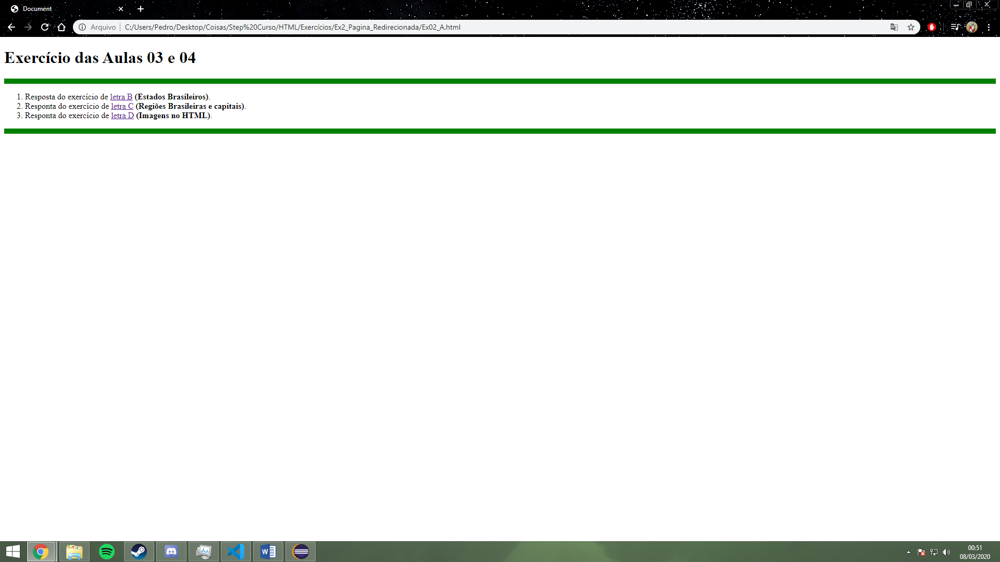 Document
Arquivo C:/Users/Pedro/Desktop/Coisas/Step%20Curso/HTML/Exercícios/Ex2_Pagina_Redirecionada/Ex02_A.html
Exercício das Aulas 03 e 04
1. Resposta do exercício de letra B (Estados Brasileiros).
2. Responta do exercício de letra C (Regiões Brasileiras e capitais).
3. Responta do exercício de letra D (Imagens no HTML).
00:51
08/03/2020